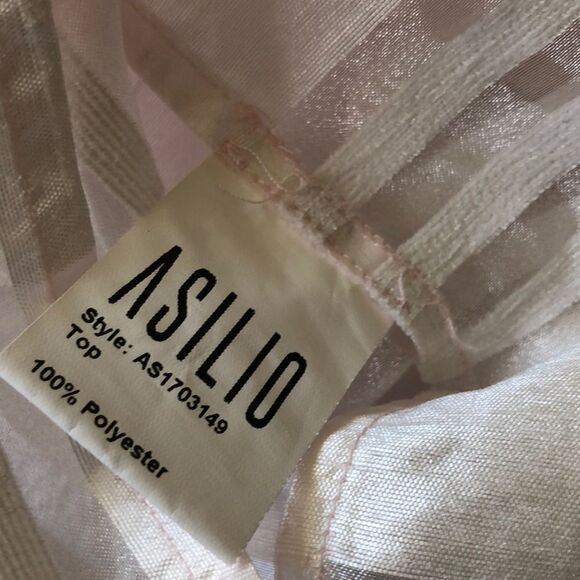 ASILIO
Style: AS1703149
Top
100% Polyester